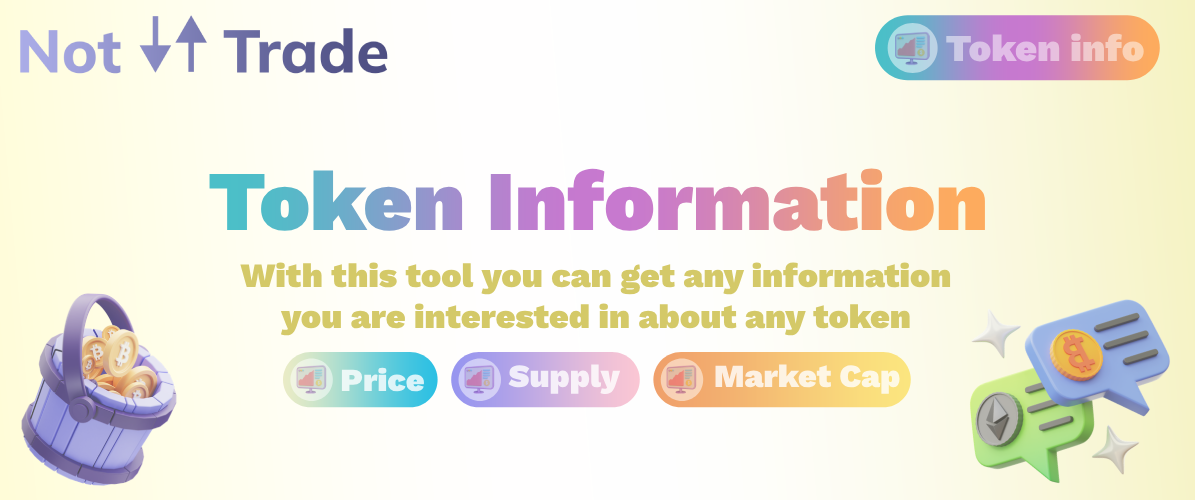 Not Trade
Token info
Token Information
With this tool you can get any information
you are interested in about any token
Price
Supply
Market Cap